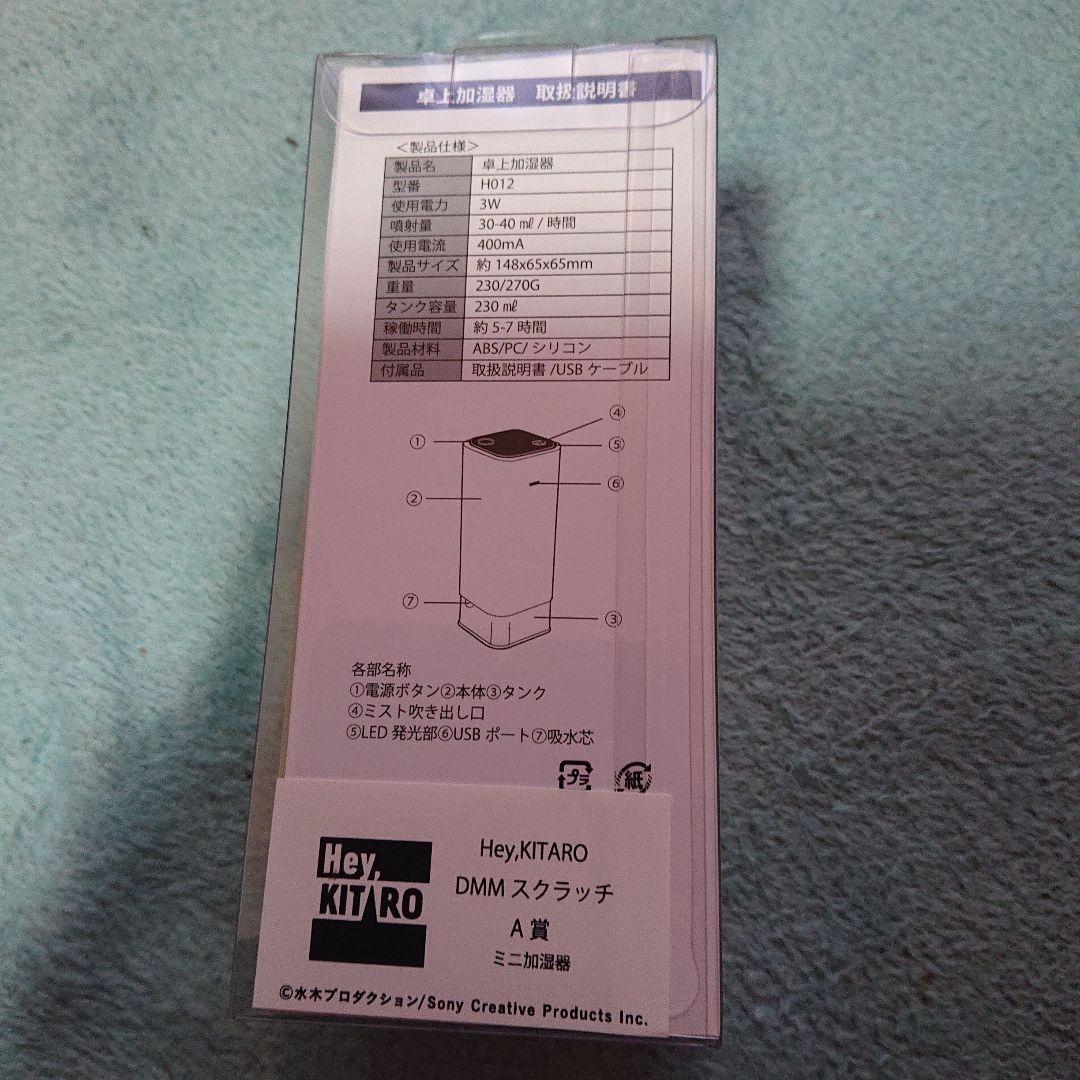 卓上加湿器 取扱説明書
＜製品仕様＞
製品名 卓上加湿器
型番 H012
使用電力 3W
噴射量 30-40 ㎖ / 時間
使用電流 400mA
製品サイズ 約 148x65x65mm
重量 230/270G
タンク容量 230 ㎖
稼働時間 約 5-7 時間
製品材料 ABS/PC/ シリコン
付属品 取扱説明書 /USB ケーブル
④
①
⑤
⑥
②
⑦
③
各部名称
①電源ボタン②本体③タンク
④ミスト吹き出し口
⑤LED 発光部⑥USB ポート⑦吸水芯
プラ 紙
Hey,
KITARO
Hey,KITARO
DMM スクラッチ
A 賞
ミニ加湿器
©水木プロダクション/Sony Creative Products Inc.